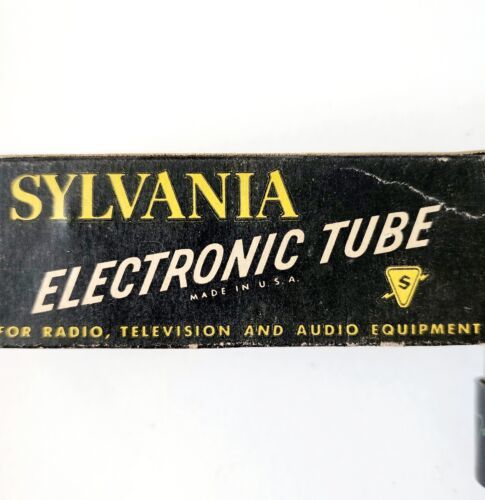 SYLVANIA
ELECTRONIC TUBE
MADE IN U.S.A.
S
FOR RADIO, TELEVISION AND AUDIO EQUIPMENT